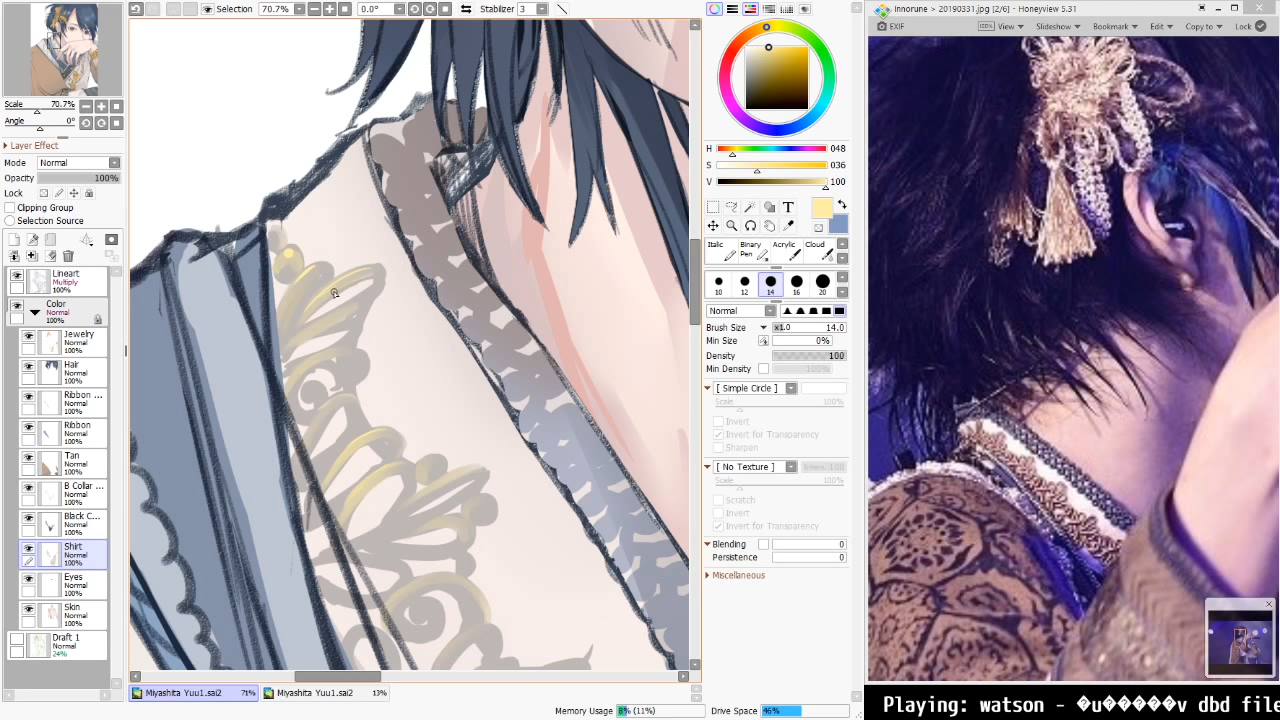 Selection
70.7%
0.0°
Stabilizer
3
Innorune > 20190331.jpg [2/6] - Honeyview 5.31
EXIF
View
Slideshow
Bookmark
Edit
Copy to
Lock
Scale
70.7%
Angle
0°
Layer Effect
Mode
Normal
100%
Lock
Clipping Group
Selection Source
Lineart
Multiply
100%
Color
Normal
100%
Jewelry
Normal
100%
Hair
Normal
100%
Ribbon ...
Normal
100%
Ribbon
Normal
100%
Tan
Normal
100%
B Collar ...
Normal
100%
Black C...
Normal
100%
Shirt
Normal
100%
Eyes
Normal
100%
Skin
Normal
100%
Draft 1
24%
H
048
S
036
V
100
T
Italic
Binary Pen
Acrylic
Cloud
10
12
14
16
20
Normal
Brush Size
x1.0
14.0
Min Size
0%
Density
100
Min Density
100%
[ Simple Circle ]
Scale
100%
Invert
Invert for Transparency
Sharpen
[ No Texture ]
Scale
100%
Scratch
Invert
Invert for Transparency
Blending
0
Persistence
0
Miscellaneous
Miyashita Yuu1.sai2
71%
Miyashita Yuu1.sai2
13%
Memory Usage
8% (11%)
Drive Space
46%
Playing: watson - �u�����v dbd file